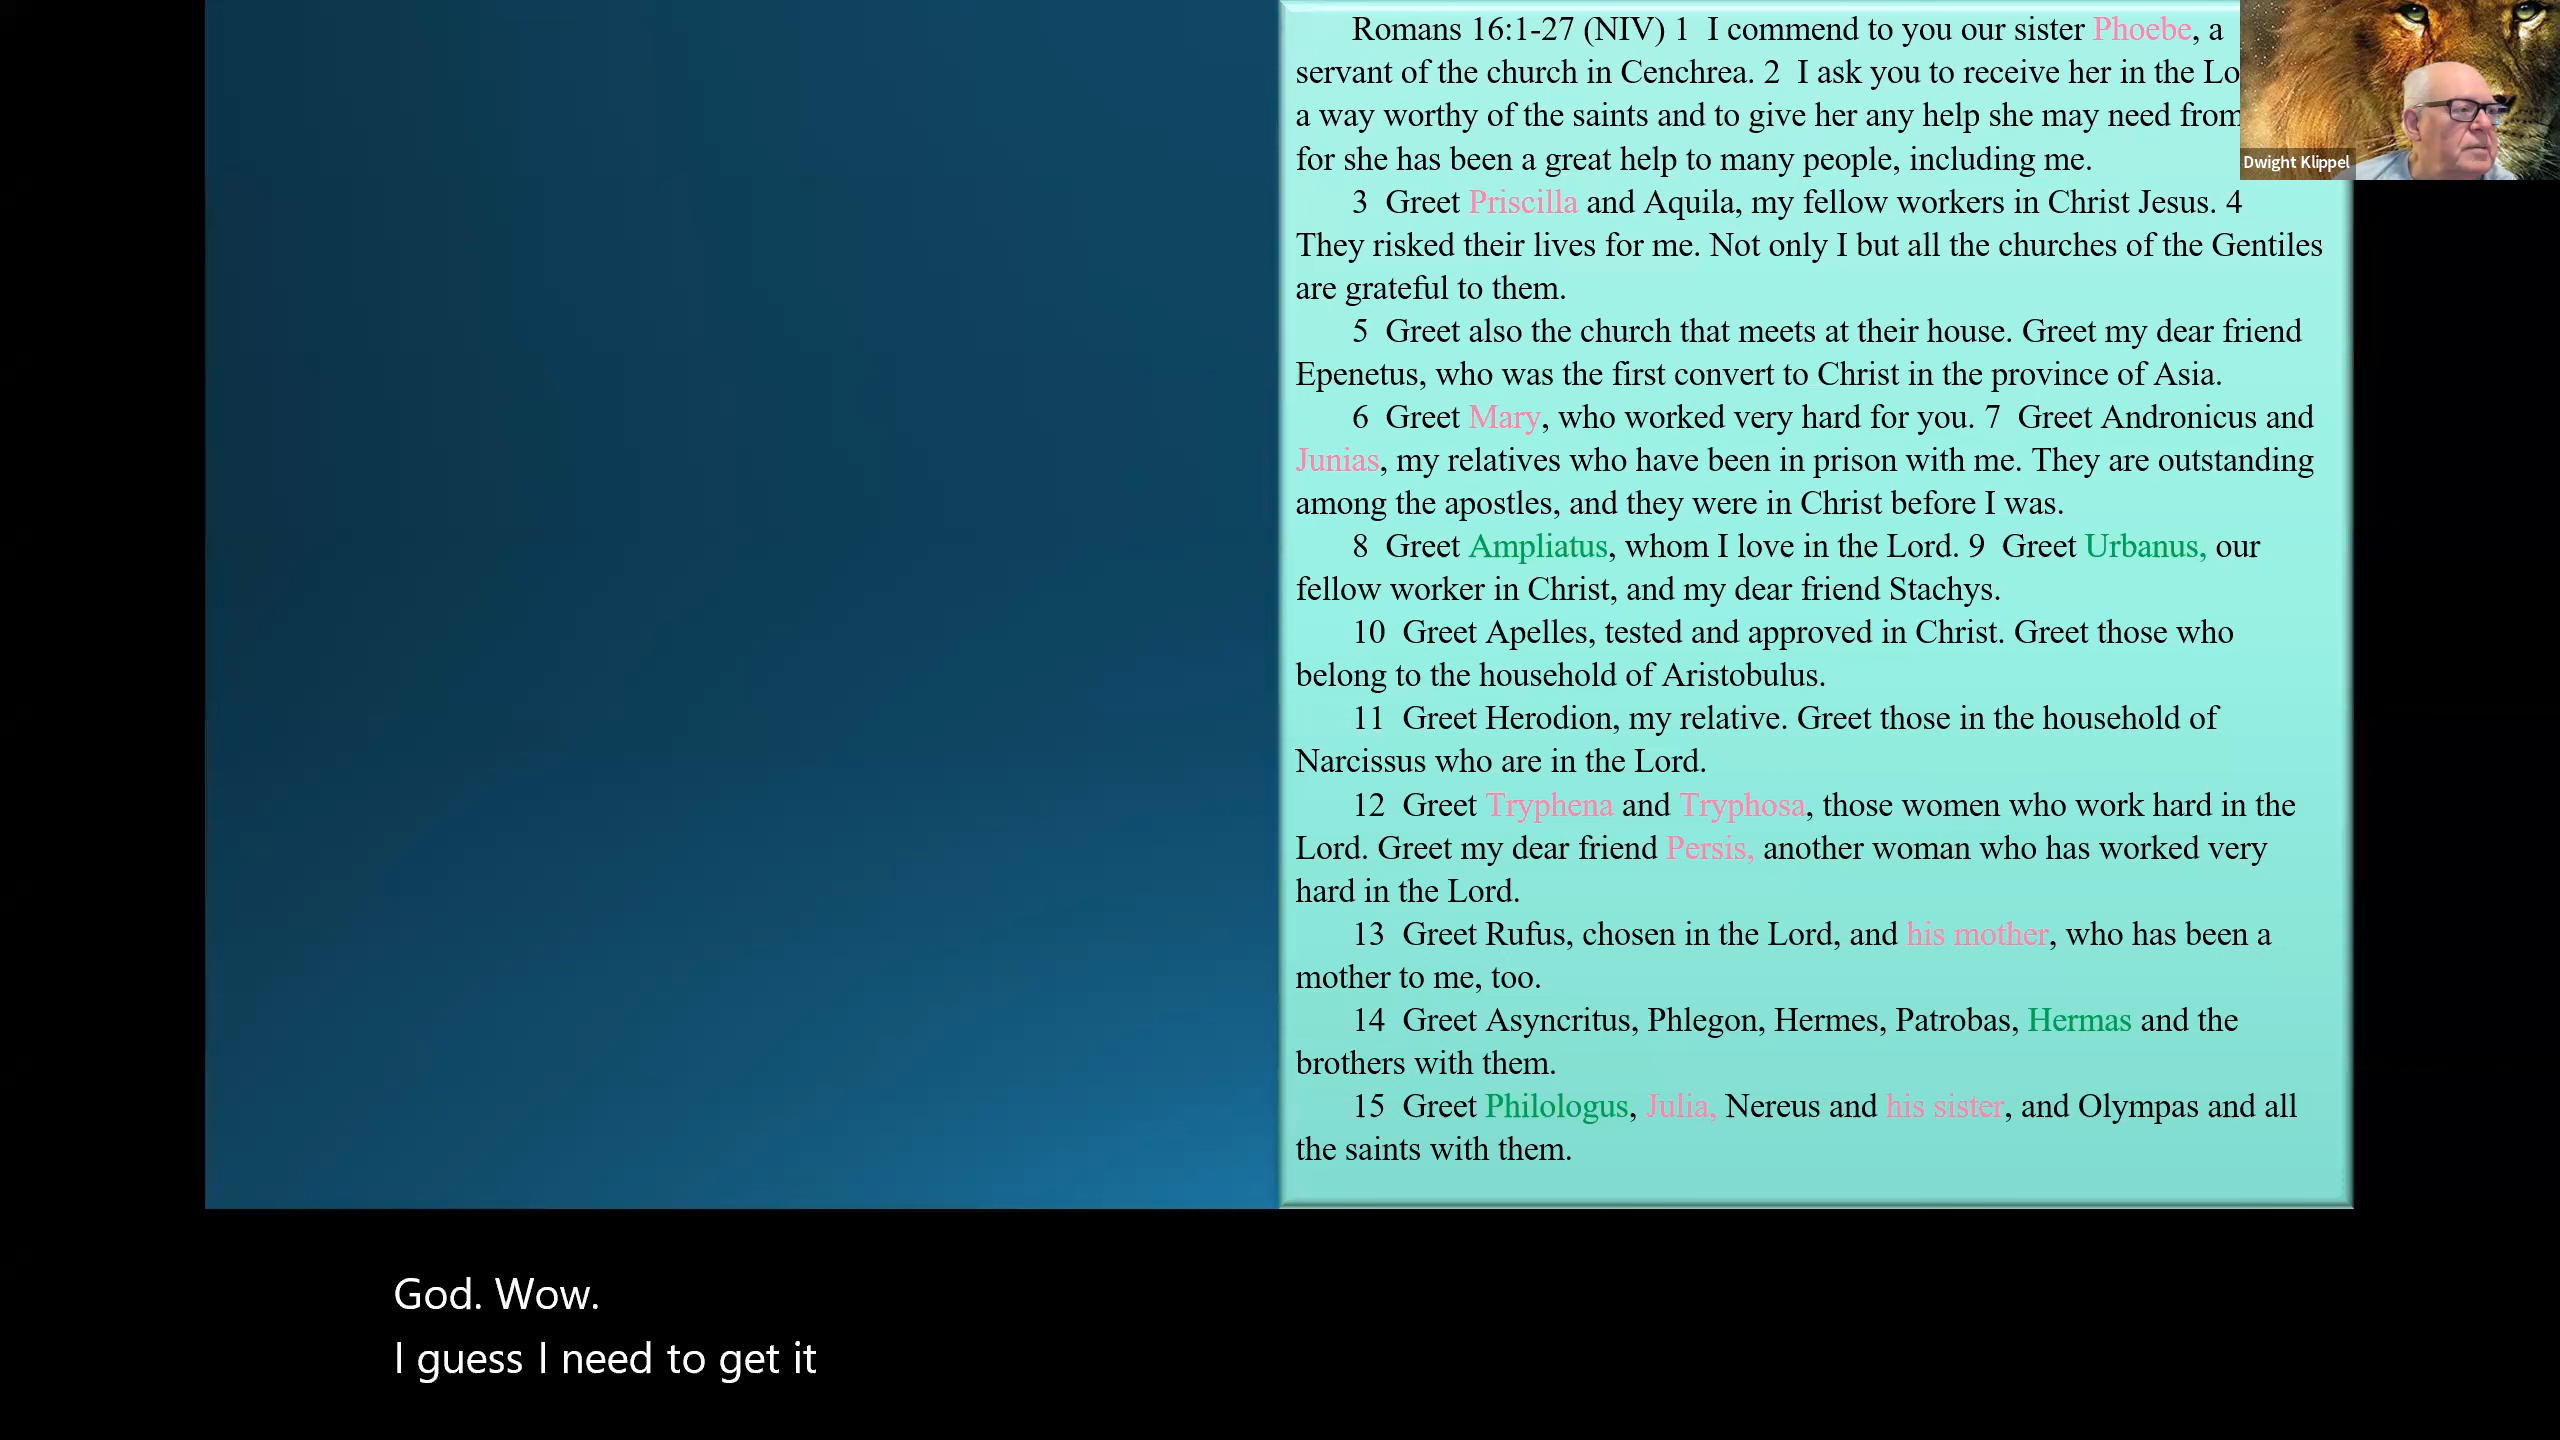 Romans 16:1-27 (NIV) 1  I commend to you our sister Phoebe, a
servant of the church in Cenchrea. 2  I ask you to receive her in the Lo
a way worthy of the saints and to give her any help she may need from
for she has been a great help to many people, including me.
Dwight Klippel
3  Greet Priscilla and Aquila, my fellow workers in Christ Jesus. 4
They risked their lives for me. Not only I but all the churches of the Gentiles
are grateful to them.
5  Greet also the church that meets at their house. Greet my dear friend
Epenetus, who was the first convert to Christ in the province of Asia.
6  Greet Mary, who worked very hard for you. 7  Greet Andronicus and
Junias, my relatives who have been in prison with me. They are outstanding
among the apostles, and they were in Christ before I was.
8  Greet Ampliatus, whom I love in the Lord. 9  Greet Urbanus, our
fellow worker in Christ, and my dear friend Stachys.
10  Greet Apelles, tested and approved in Christ. Greet those who
belong to the household of Aristobulus.
11  Greet Herodion, my relative. Greet those in the household of
Narcissus who are in the Lord.
12  Greet Tryphena and Tryphosa, those women who work hard in the
Lord. Greet my dear friend Persis, another woman who has worked very
hard in the Lord.
13  Greet Rufus, chosen in the Lord, and his mother, who has been a
mother to me, too.
14  Greet Asyncritus, Phlegon, Hermes, Patrobas, Hermas and the
brothers with them.
15  Greet Philologus, Julia, Nereus and his sister, and Olympas and all
the saints with them.
God. Wow.
I guess I need to get it